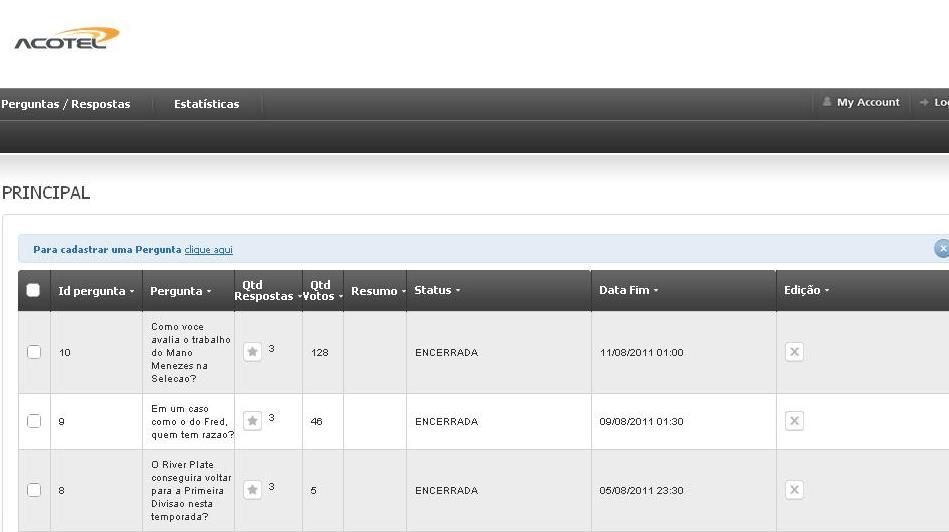 ACOTEL
Perguntas / Respostas Estatísticas My Account
PRINCIPAL
Para cadastrar uma Pergunta clique aqui
Id pergunta Pergunta Qtd Respostas Qtd Votos Resumo Status Data Fim Edição
10
Como voce
avalia o trabalho
do Mano
Menezes na
Selecao?
3 128 ENCERRADA 11/08/2011 01:00
9
Em um caso
como o do Fred,
quem tem razao?
3 46 ENCERRADA 09/08/2011 01:30
8
O River Plate
conseguira voltar
para a Primeira
Divisao nesta
temporada?
3 5 ENCERRADA 05/08/2011 23:30